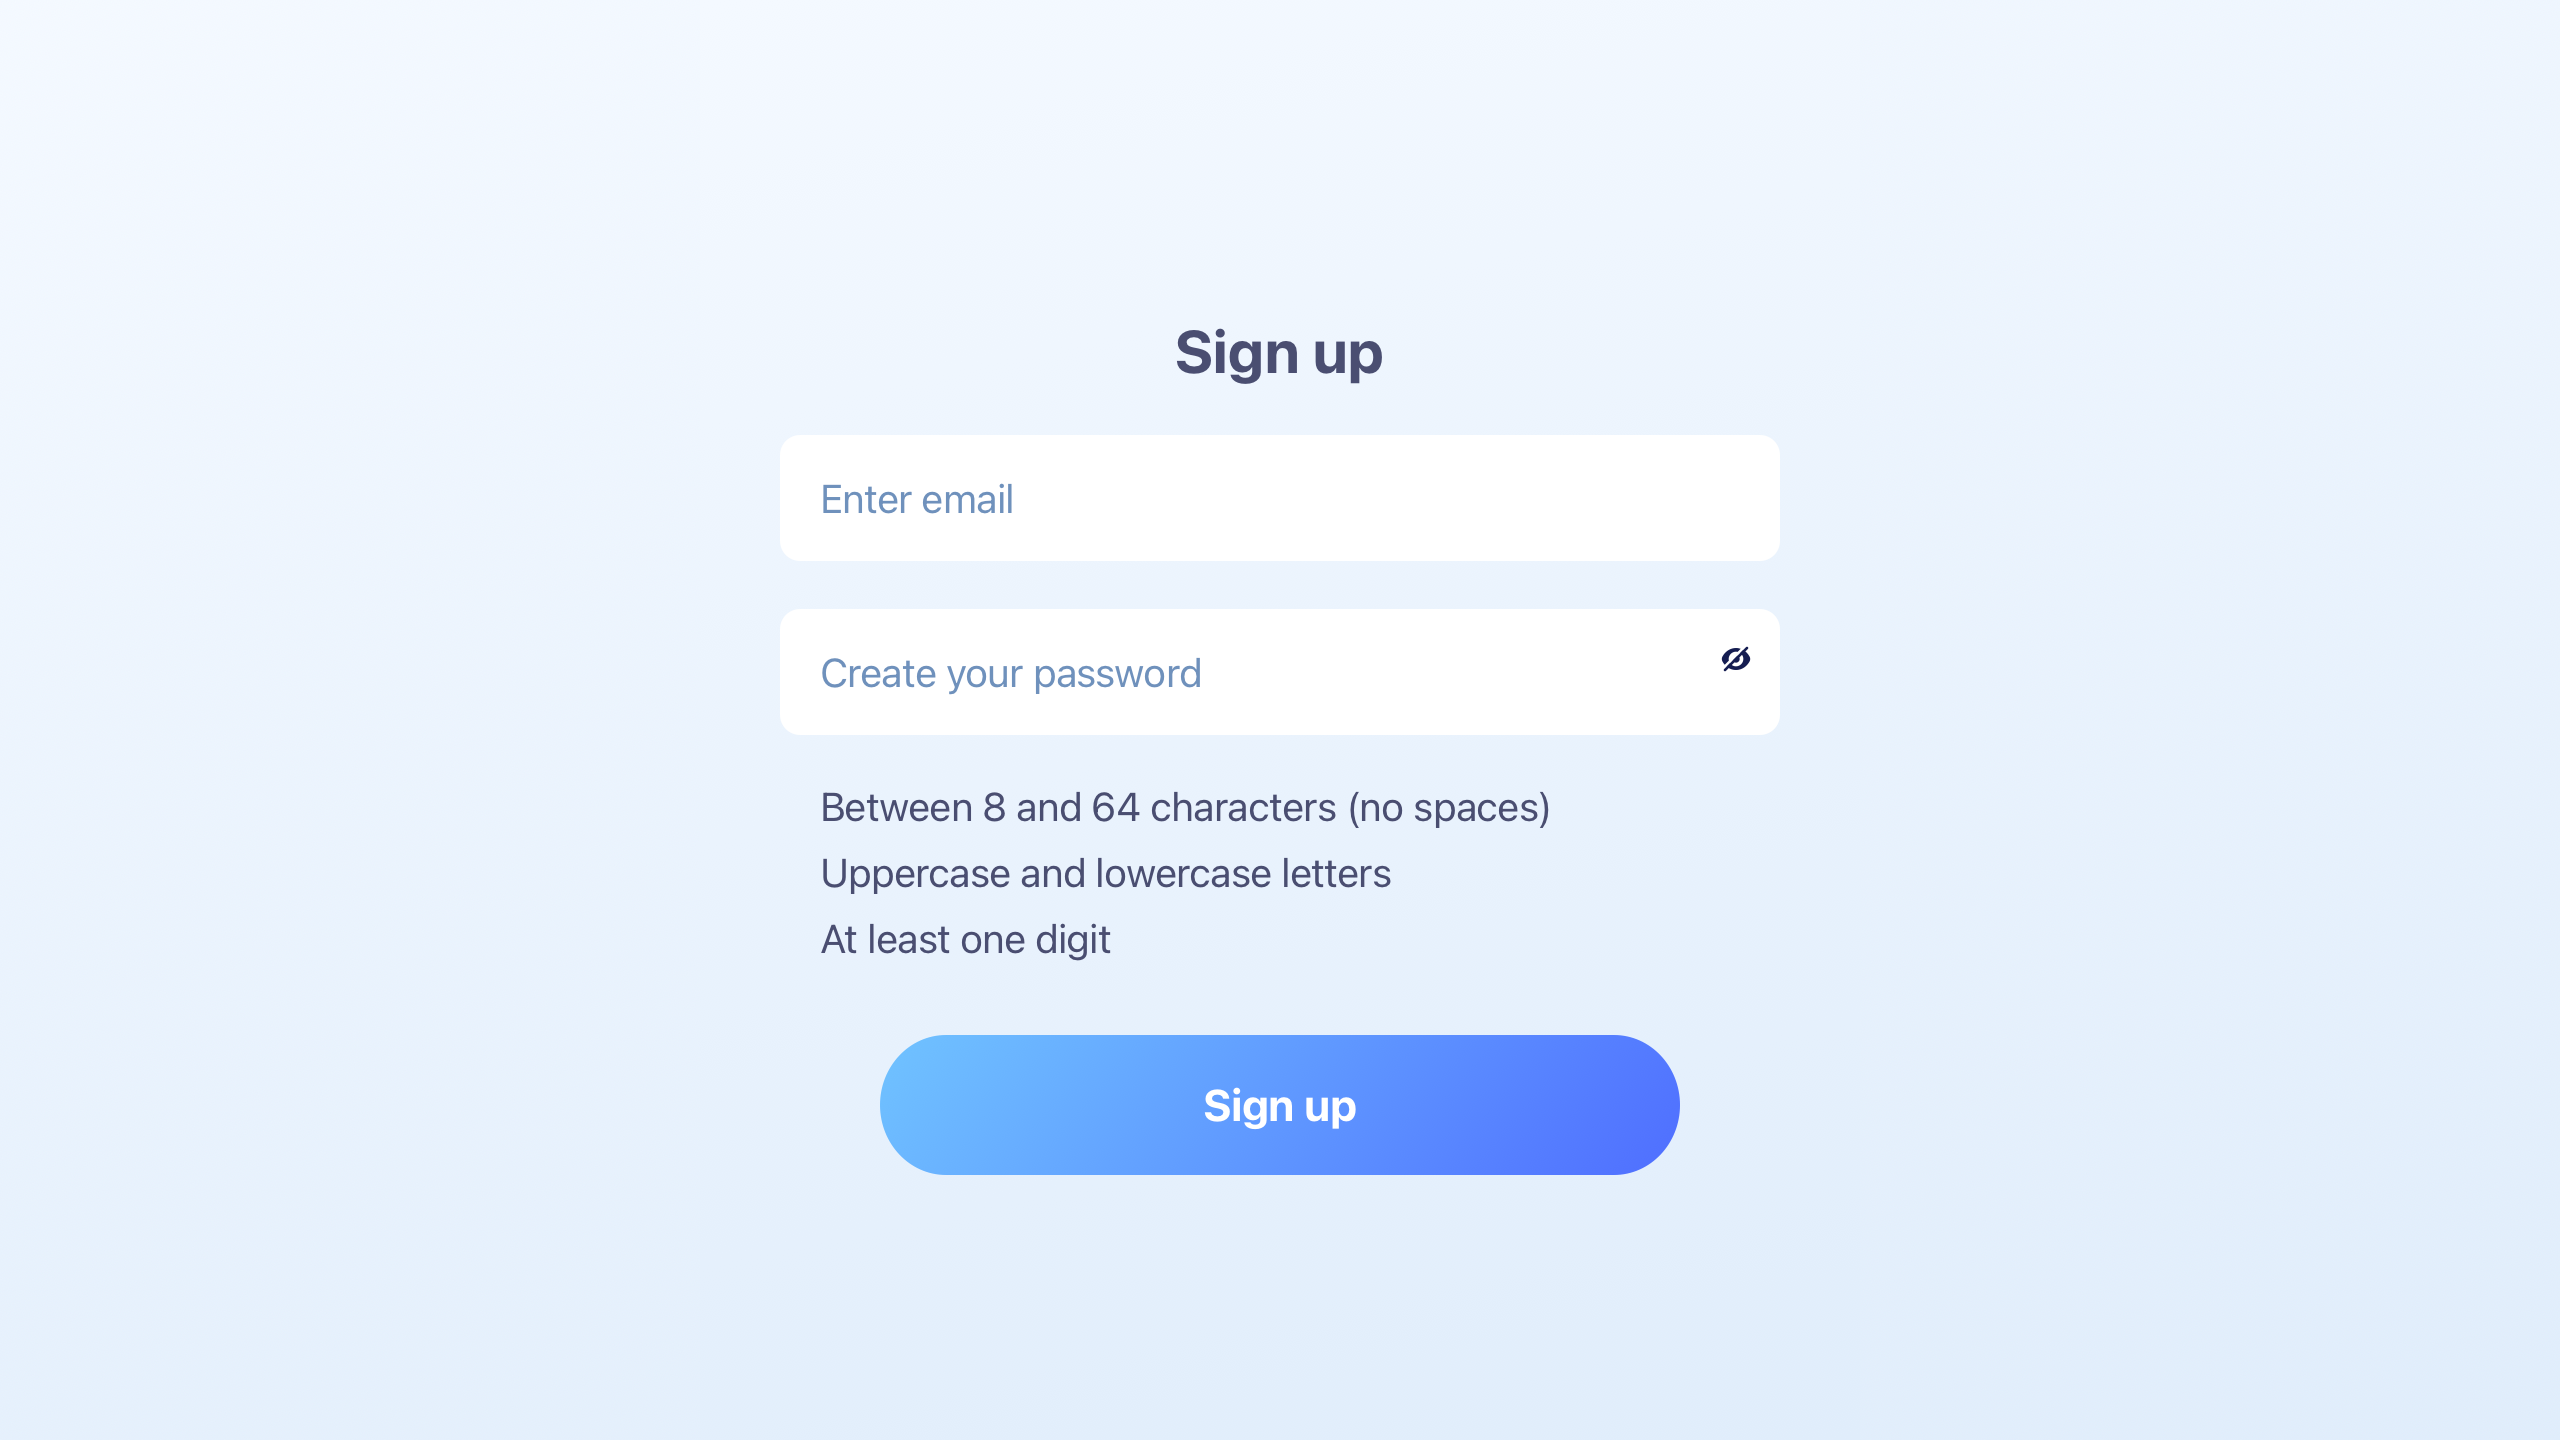 Sign up
Enter email
Create your password
Between 8 and 64 characters (no spaces)
Uppercase and lowercase letters
At least one digit
Sign up